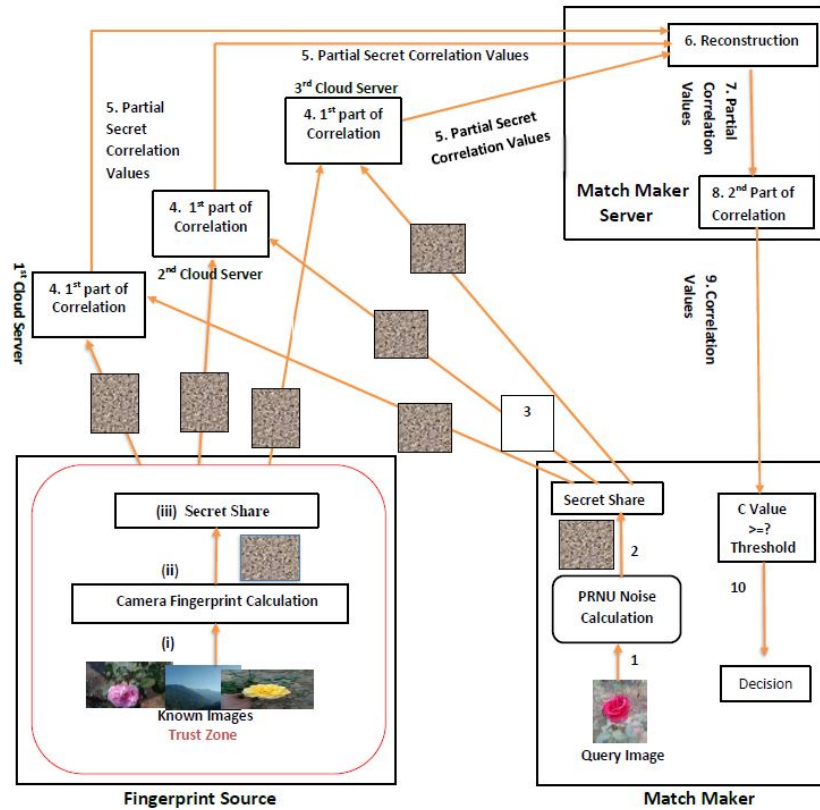 6. Reconstruction
5. Partial Secret Correlation Values
3rd Cloud Server
4. 1st part of
Correlation
5. Partial
Secret
Correlation
Values
5. Partial Secret
Correlation Values
7. Partial
Correlation
Values
Match Maker
Server
8. 2nd Part of
Correlation
4. 1st part of
Correlation
2nd Cloud Server
1st Cloud Server
4. 1st part of
Correlation
9. Correlation
Values
3
(iii) Secret Share
(ii)
Camera Fingerprint Calculation
(i)
Known Images
Trust Zone
Fingerprint Source
Secret Share
2
PRNU Noise
Calculation
1
Query Image
C Value
>=?
Threshold
10
Decision
Match Maker